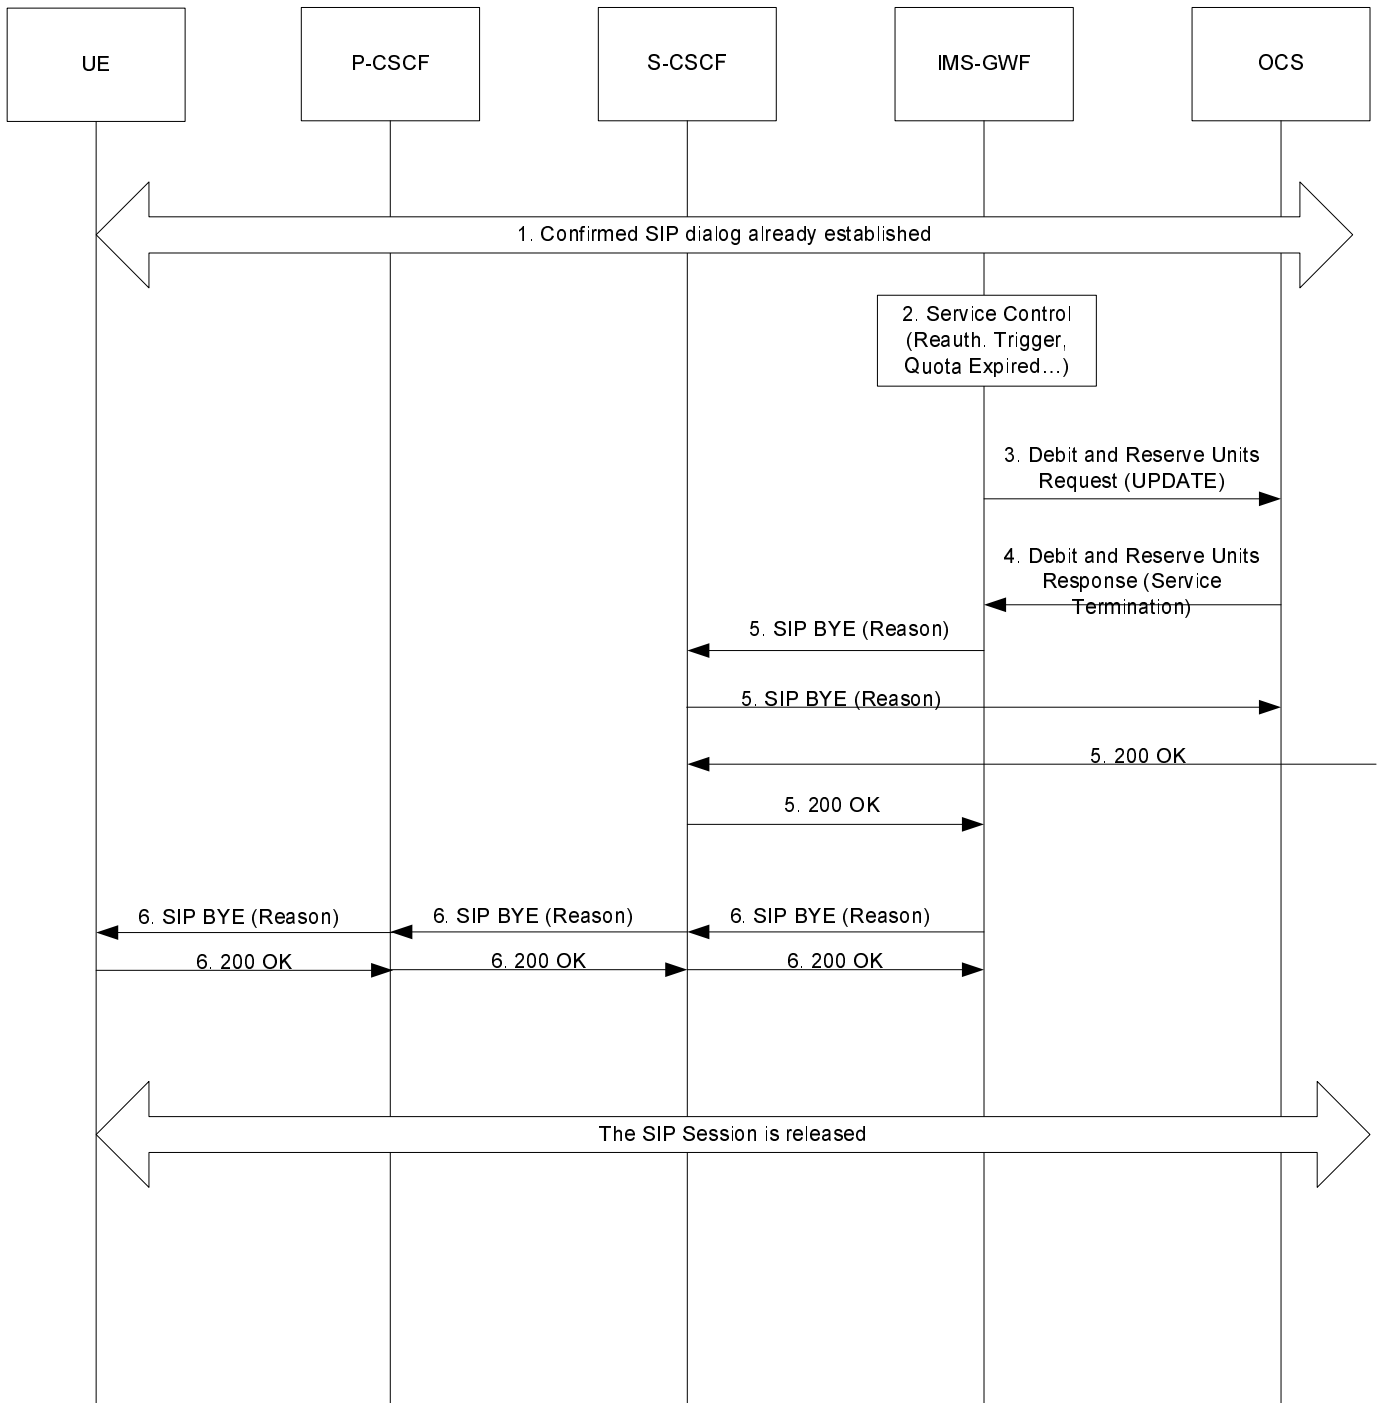 UE
P-CSCF
S-CSCF
IMS-GWF
OCS
1. Confirmed SIP dialog already established
2. Service Control
(Reauth. Trigger,
Quota Expired...)
3. Debit and Reserve Units
Request (UPDATE)
4. Debit and Reserve Units
Response (Service
Termination)
5. SIP BYE (Reason)
5. SIP BYE (Reason)
5. 200 OK
5. 200 OK
6. SIP BYE (Reason)
6. SIP BYE (Reason)
6. SIP BYE (Reason)
6. 200 OK
6. 200 OK
6. 200 OK
The SIP Session is released